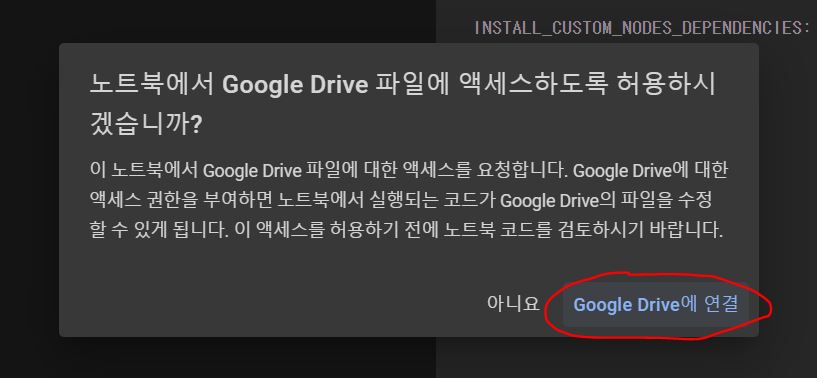 INSTALL_CUSTOM_NODES_DEPENDENCIES:
노트북에서 Google Drive 파일에 액세스하도록 허용하시
겠습니까?
이 노트북에서 Google Drive 파일에 대한 액세스를 요청합니다. Google Drive에 대한
액세스 권한을 부여하면 노트북에서 실행되는 코드가 Google Drive의 파일을 수정
할 수 있게 됩니다. 이 액세스를 허용하기 전에 노트북 코드를 검토하시기 바랍니다.
아니요 Google Drive에 연결